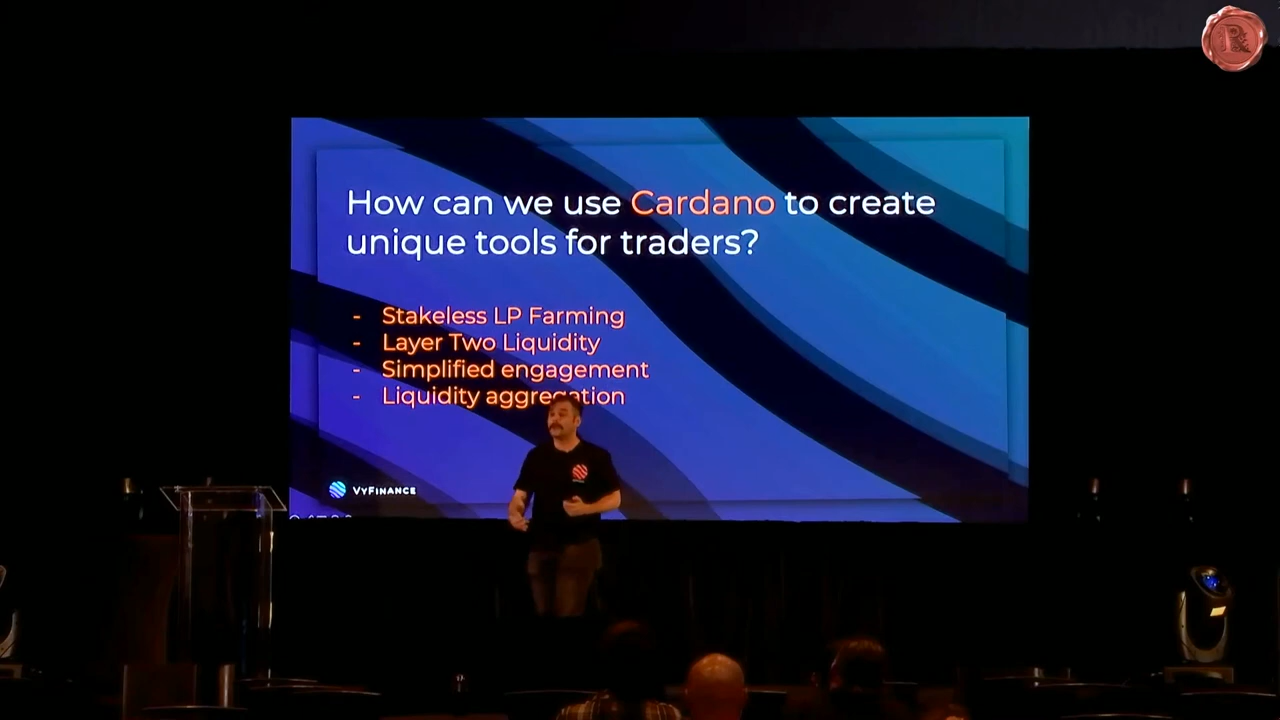 How can we use Cardano to create
unique tools for traders?
- Stakeless LP Farming
- Layer Two Liquidity
- Simplified engagement
- Liquidity aggregation
VYFINANCE
R